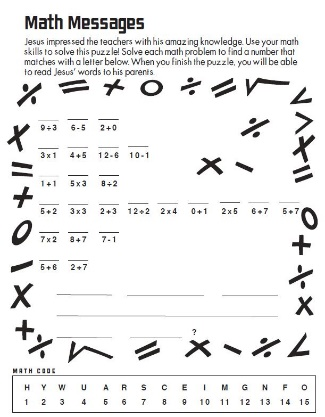 Math Messages
Jesus impressed the teachers with his amazing knowledge. Use your math
skills to solve this puzzle! Solve each math problem to find a number that
matches with a letter below. When you finish the puzzle, you will be able
to read Jesus' words to his parents.
9÷3 6-5 2+0
3x1 4+5 12-6 10-1
1+1 5x3 8÷2
5+2 3x3 2+3 12÷2 2x4 0+1 2x5 6+7 5+7
7x2 8+7 7-1
5+6 2+7
?
MATH CODE
H Y W U A R S C E I M G N F O
1 2 3 4 5 6 7 8 9 10 11 12 13 14 15